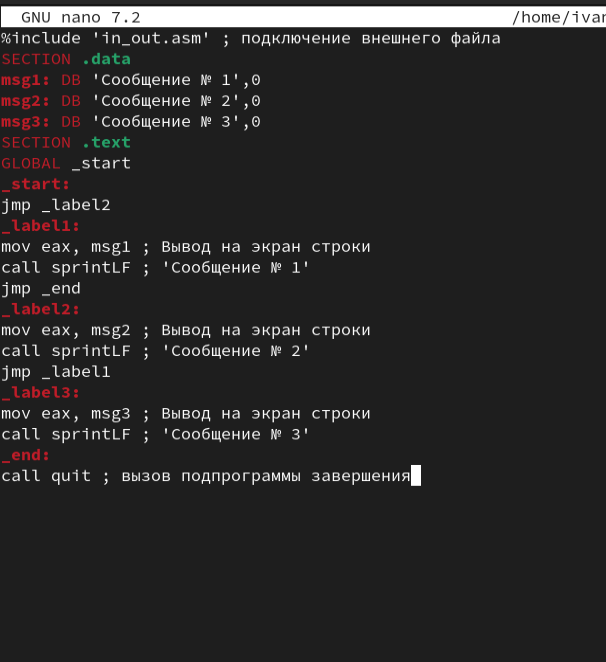 GNU nano 7.2 /home/ivan
%include 'in_out.asm' ; подключение внешнего файла
SECTION .data
msg1: DB 'Сообщение № 1',0
msg2: DB 'Сообщение № 2',0
msg3: DB 'Сообщение № 3',0
SECTION .text
GLOBAL _start
_start:
jmp _label2
_label1:
mov eax, msg1 ; Вывод на экран строки
call sprintLF ; 'Сообщение № 1'
jmp _end
_label2:
mov eax, msg2 ; Вывод на экран строки
call sprintLF ; 'Сообщение № 2'
jmp _label1
_label3:
mov eax, msg3 ; Вывод на экран строки
call sprintLF ; 'Сообщение № 3'
_end:
call quit ; вызов подпрограммы завершения